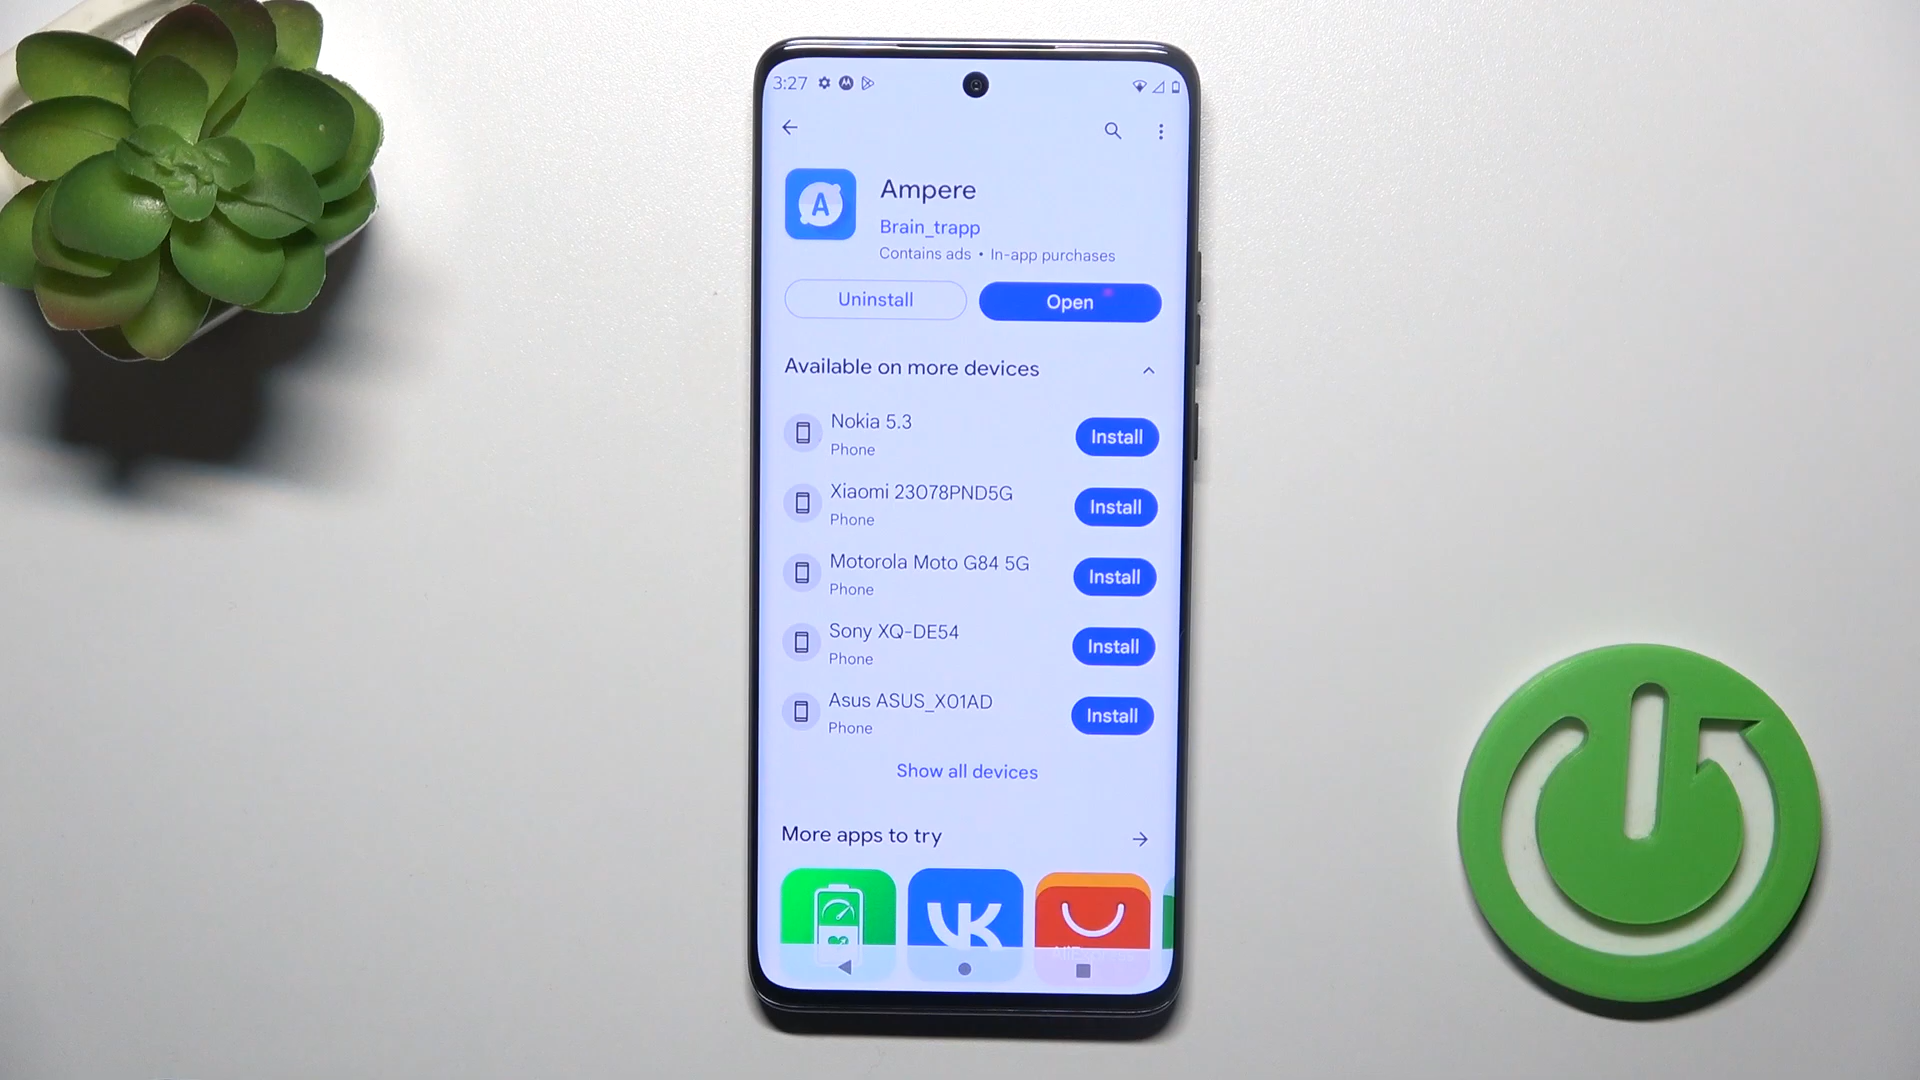 3:27
Ampere
A
Brain_trapp
Contains ads • In-app purchases
Uninstall
Open
Available on more devices
Nokia 5.3
Phone
Install
Xiaomi 23078PND5G
Phone
Install
Motorola Moto G84 5G
Phone
Install
Sony XQ-DE54
Phone
Install
Asus ASUS_X01AD
Phone
Install
Show all devices
More apps to try
VK